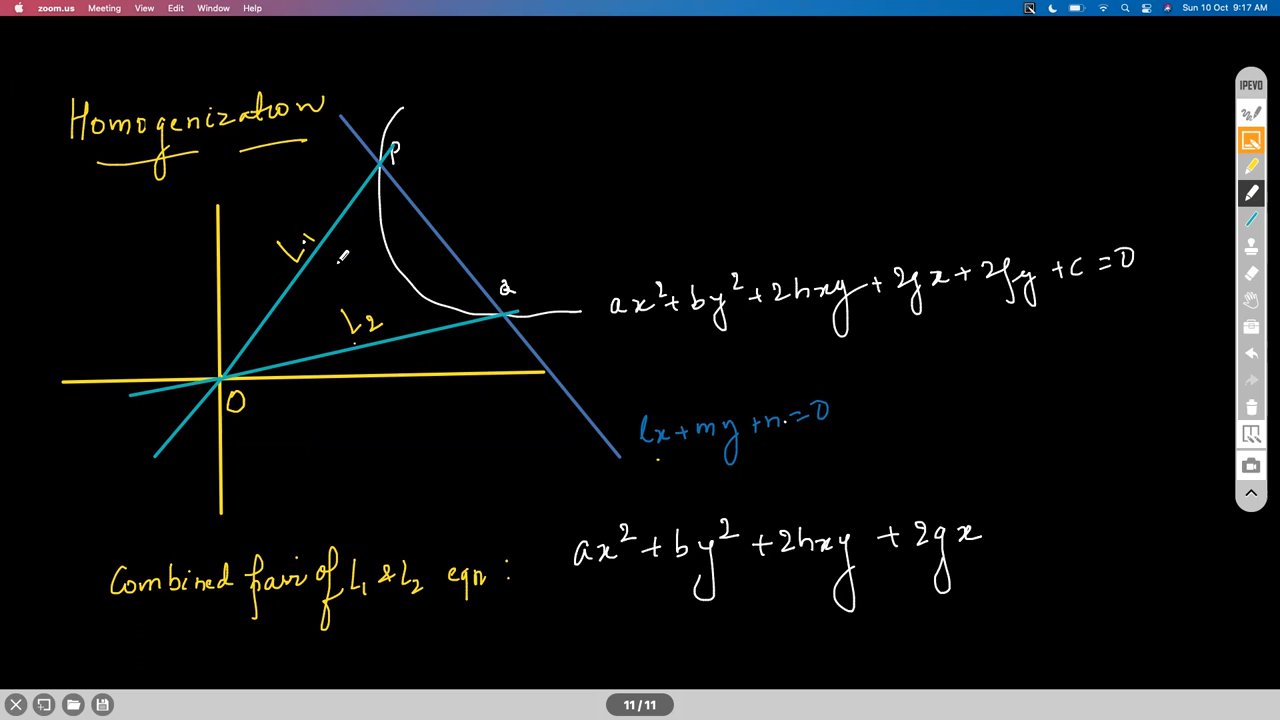 zoom.us Meeting View Edit Window Help Sun 10 Oct 9:17 AM
IPEVO
Homogenization
P
L1
Q
ax²+by²+2hxy+2gx+2fy+c=0
L2
O
lx+my+n=0
ax²+by²+2hxy+2gx
Combined pair of L1 & L2 eqn :
11/11